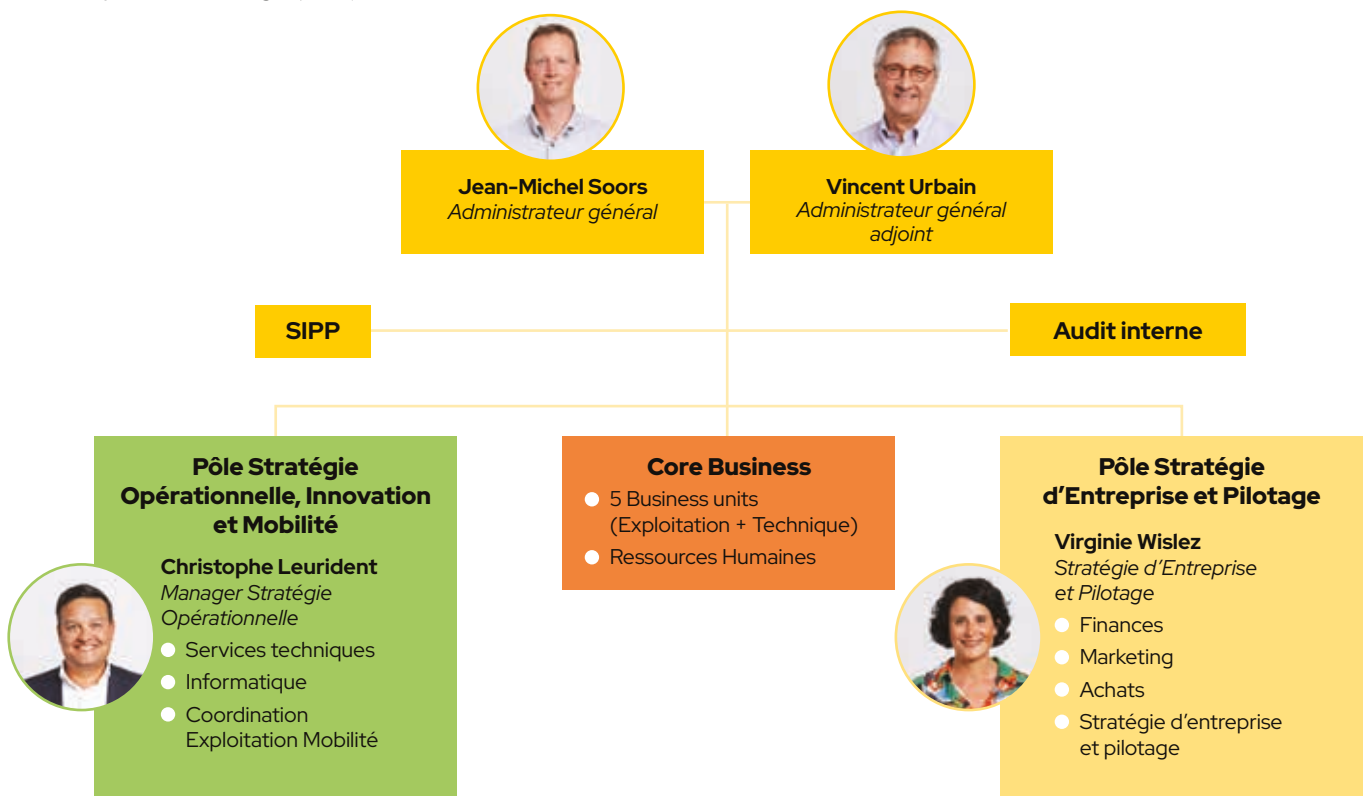 Jean-Michel Soors
Administrateur général
Vincent Urbain
Administrateur général
adjoint
SIPP
Audit interne
Pôle Stratégie
Opérationnelle, Innovation
et Mobilité
Christophe Leurident
Manager Stratégie
Opérationnelle
Services techniques
Informatique
Coordination
Exploitation Mobilité
Core Business
5 Business units
(Exploitation + Technique)
Ressources Humaines
Pôle Stratégie
d'Entreprise et Pilotage
Virginie Wislez
Stratégie d'Entreprise
et Pilotage
Finances
Marketing
Achats
Stratégie d'entreprise
et pilotage